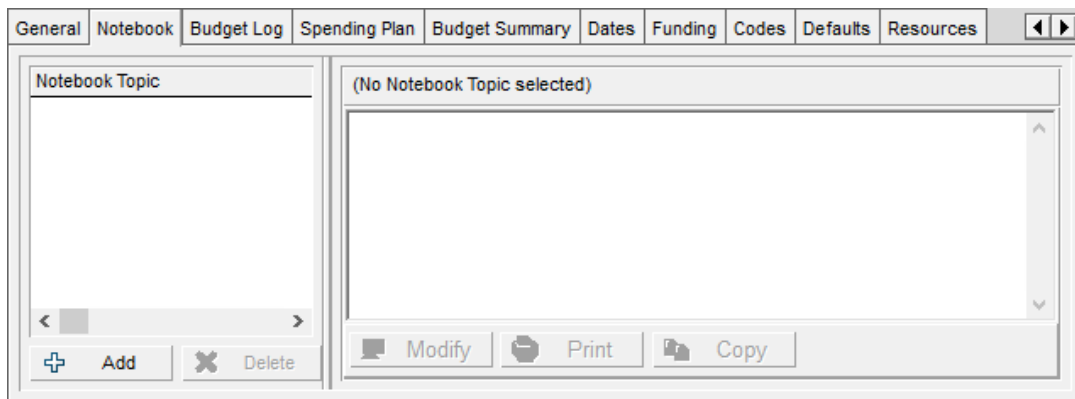 General Notebook Budget Log Spending Plan Budget Summary Dates Funding Codes Defaults Resources
Notebook Topic
(No Notebook Topic selected)
Add Delete
Modify Print Copy